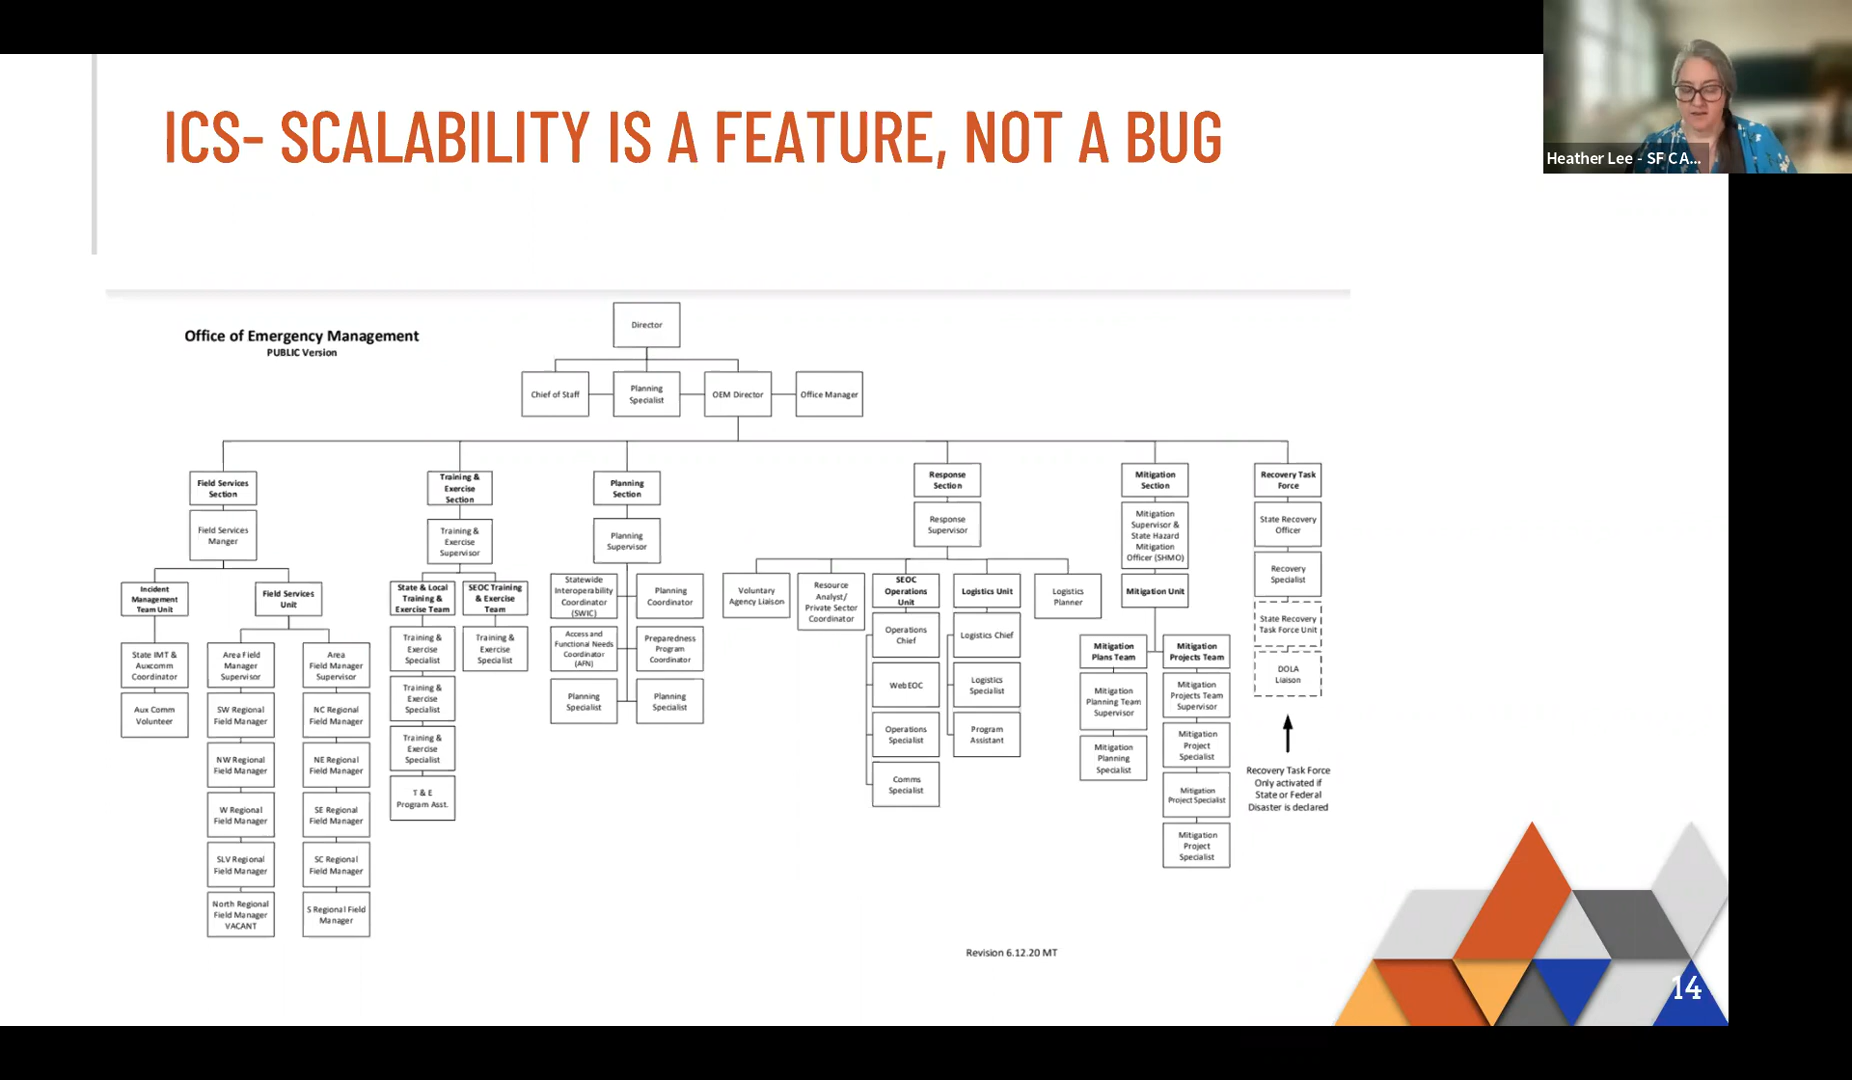 ICS- SCALABILITY IS A FEATURE, NOT A BUG
Heather Lee - SF CA...
Office of Emergency Management
PUBLIC Version
Director
Chief of Staff
Planning
Specialist
OEM Director
Office Manager
Field Services
Section
Field Services
Manger
Incident
Management
Team Unit
State IMT &
Auxcomm
Coordinator
Aux Comm
Volunteer
Field Services
Unit
Area Field
Manager
Supervisor
SW Regional
Field Manager
NW Regional
Field Manager
W Regional
Field Manager
SLV Regional
Field Manager
North Regional
Field Manager
VACANT
Area
Field Manager
Supervisor
NC Regional
Field Manager
NE Regional
Field Manager
SE Regional
Field Manager
SC Regional
Field Manager
S Regional Field
Manager
Training &
Exercise
Section
Training &
Exercise
Supervisor
State & Local
Training &
Exercise Team
Training &
Exercise
Specialist
Training &
Exercise
Specialist
Training &
Exercise
Specialist
T & E
Program Asst.
SEOC Training
& Exercise
Team
Training &
Exercise
Specialist
Planning
Section
Planning
Supervisor
Statewide
Interoperability
Coordinator
(SWIC)
Planning
Coordinator
Access and
Functional Needs
Coordinator
(AFN)
Preparedness
Program
Coordinator
Planning
Specialist
Planning
Specialist
Response
Section
Response
Supervisor
Voluntary
Agency Liaison
Resource
Analyst/
Private Sector
Coordinator
SEOC
Operations
Unit
Operations
Chief
WebEOC
Operations
Specialist
Comms
Specialist
Logistics Unit
Logistics Chief
Logistics
Specialist
Program
Assistant
Logistics
Planner
Mitigation
Section
Mitigation
Supervisor &
State Hazard
Mitigation
Officer (SHMO)
Mitigation Unit
Mitigation
Plans Team
Mitigation
Planning Team
Supervisor
Mitigation
Planning
Specialist
Mitigation
Projects Team
Mitigation
Projects Team
Supervisor
Mitigation
Project
Specialist
Mitigation
Project Specialist
Mitigation
Project
Specialist
Recovery Task
Force
State Recovery
Officer
Recovery
Specialist
State Recovery
Task Force Unit
DOLA
Liaison
Recovery Task Force
Only activated if
State or Federal
Disaster is declared
Revision 6.12.20 MT
14